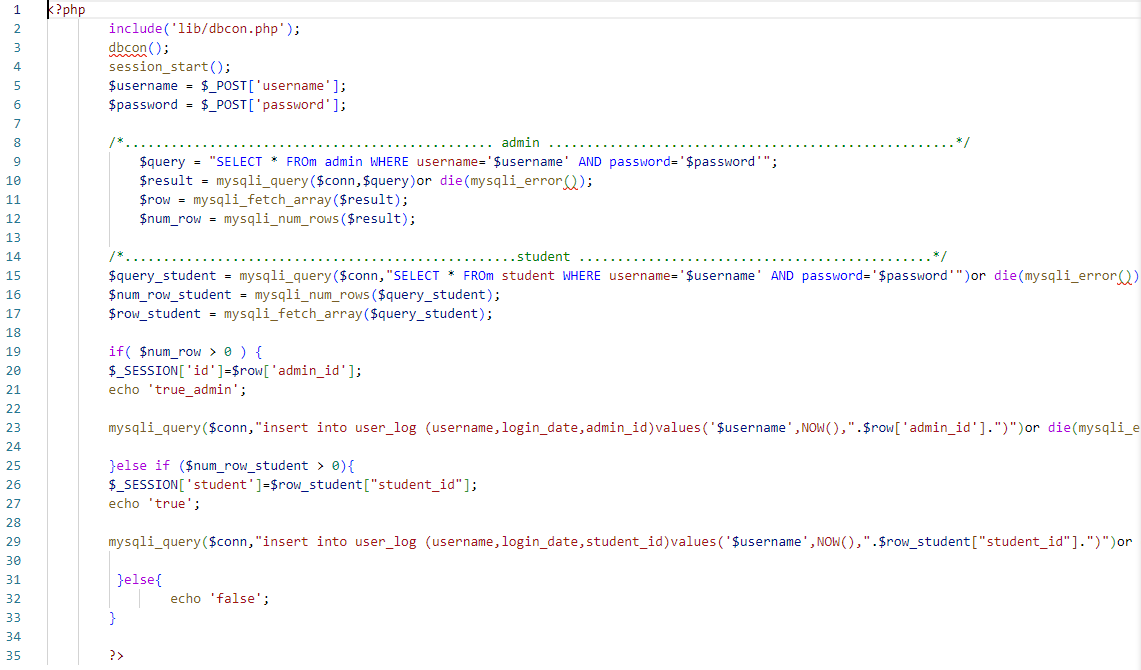 1 <?php
2 include('lib/dbcon.php');
3 dbcon();
4 session_start();
5 $username = $_POST['username'];
6 $password = $_POST['password'];
7
8 /*................................................ admin .....................................................*/
9 $query = "SELECT * FROm admin WHERE username='$username' AND password='$password'";
10 $result = mysqli_query($conn,$query)or die(mysqli_error());
11 $row = mysqli_fetch_array($result);
12 $num_row = mysqli_num_rows($result);
13
14 /*...................................................student ..............................................*/
15 $query_student = mysqli_query($conn,"SELECT * FROm student WHERE username='$username' AND password='$password'")or die(mysqli_error())
16 $num_row_student = mysqli_num_rows($query_student);
17 $row_student = mysqli_fetch_array($query_student);
18
19 if( $num_row > 0 ) {
20 $_SESSION['id']=$row['admin_id'];
21 echo 'true_admin';
22
23 mysqli_query($conn,"insert into user_log (username,login_date,admin_id)values('$username',NOW(),".$row['admin_id'].")")or die(mysqli_e
24
25 }else if ($num_row_student > 0){
26 $_SESSION['student']=$row_student["student_id"];
27 echo 'true';
28
29 mysqli_query($conn,"insert into user_log (username,login_date,student_id)values('$username',NOW(),".$row_student["student_id"].")")or
30
31 }else{
32 echo 'false';
33 }
34
35 ?>